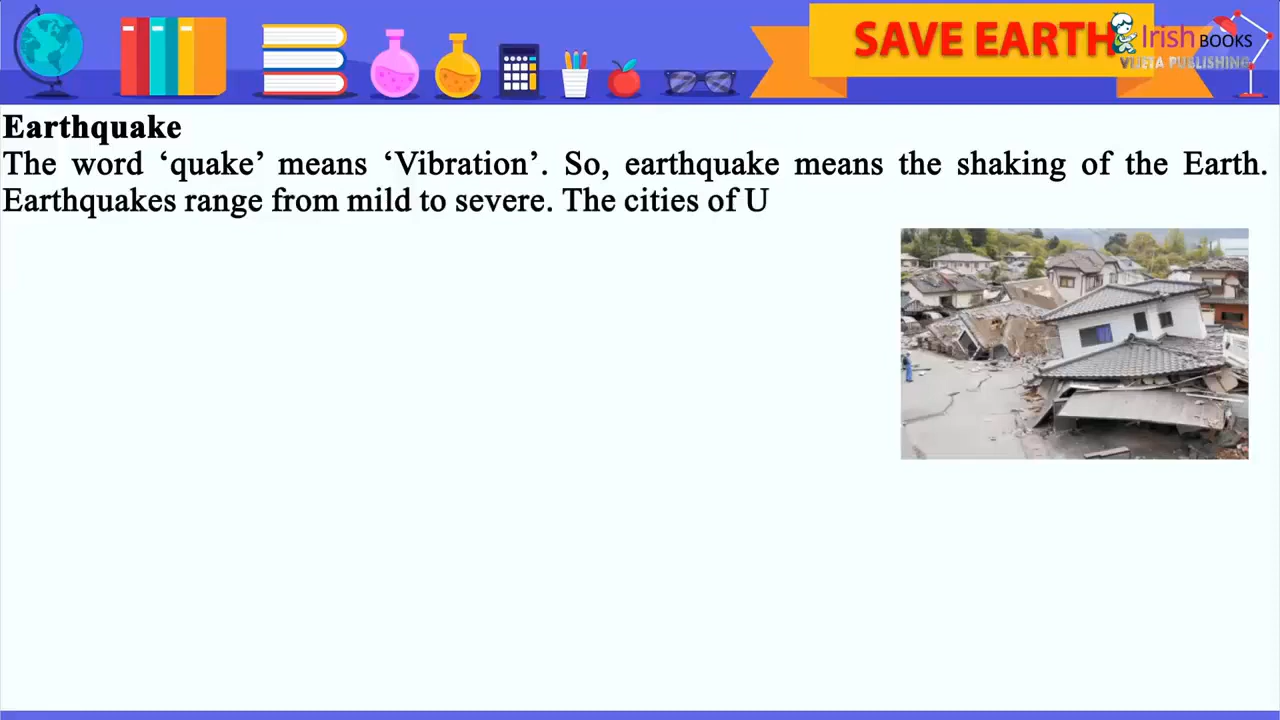 SAVE EARTH
Irish BOOKS
VIJETA PUBLISHING
Earthquake
The word ‘quake’ means ‘Vibration’. So, earthquake means the shaking of the Earth.
Earthquakes range from mild to severe. The cities of U